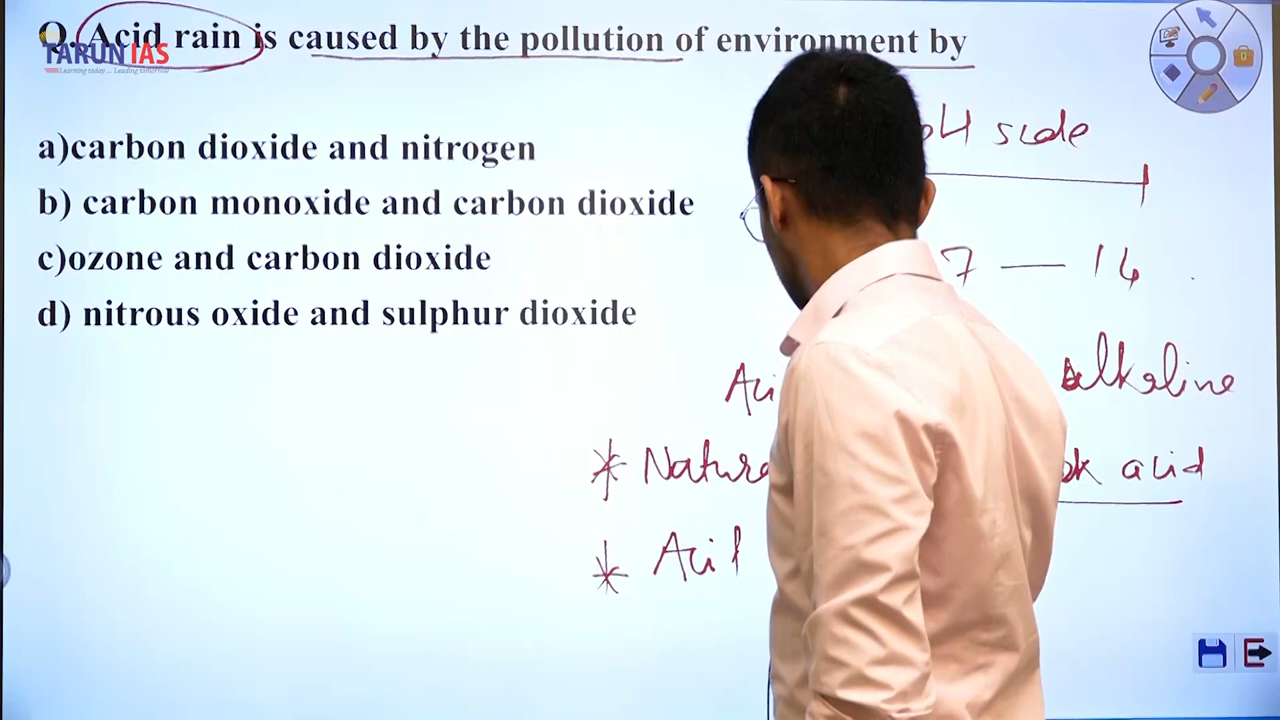 Q. Acid rain is caused by the pollution of environment by
TARUN IAS
Learning today ... Leading tomorrow
a)carbon dioxide and nitrogen
b) carbon monoxide and carbon dioxide
c)ozone and carbon dioxide
d) nitrous oxide and sulphur dioxide
pH scale
7 — 14
Aci alkaline
* Natura acid
* Acid